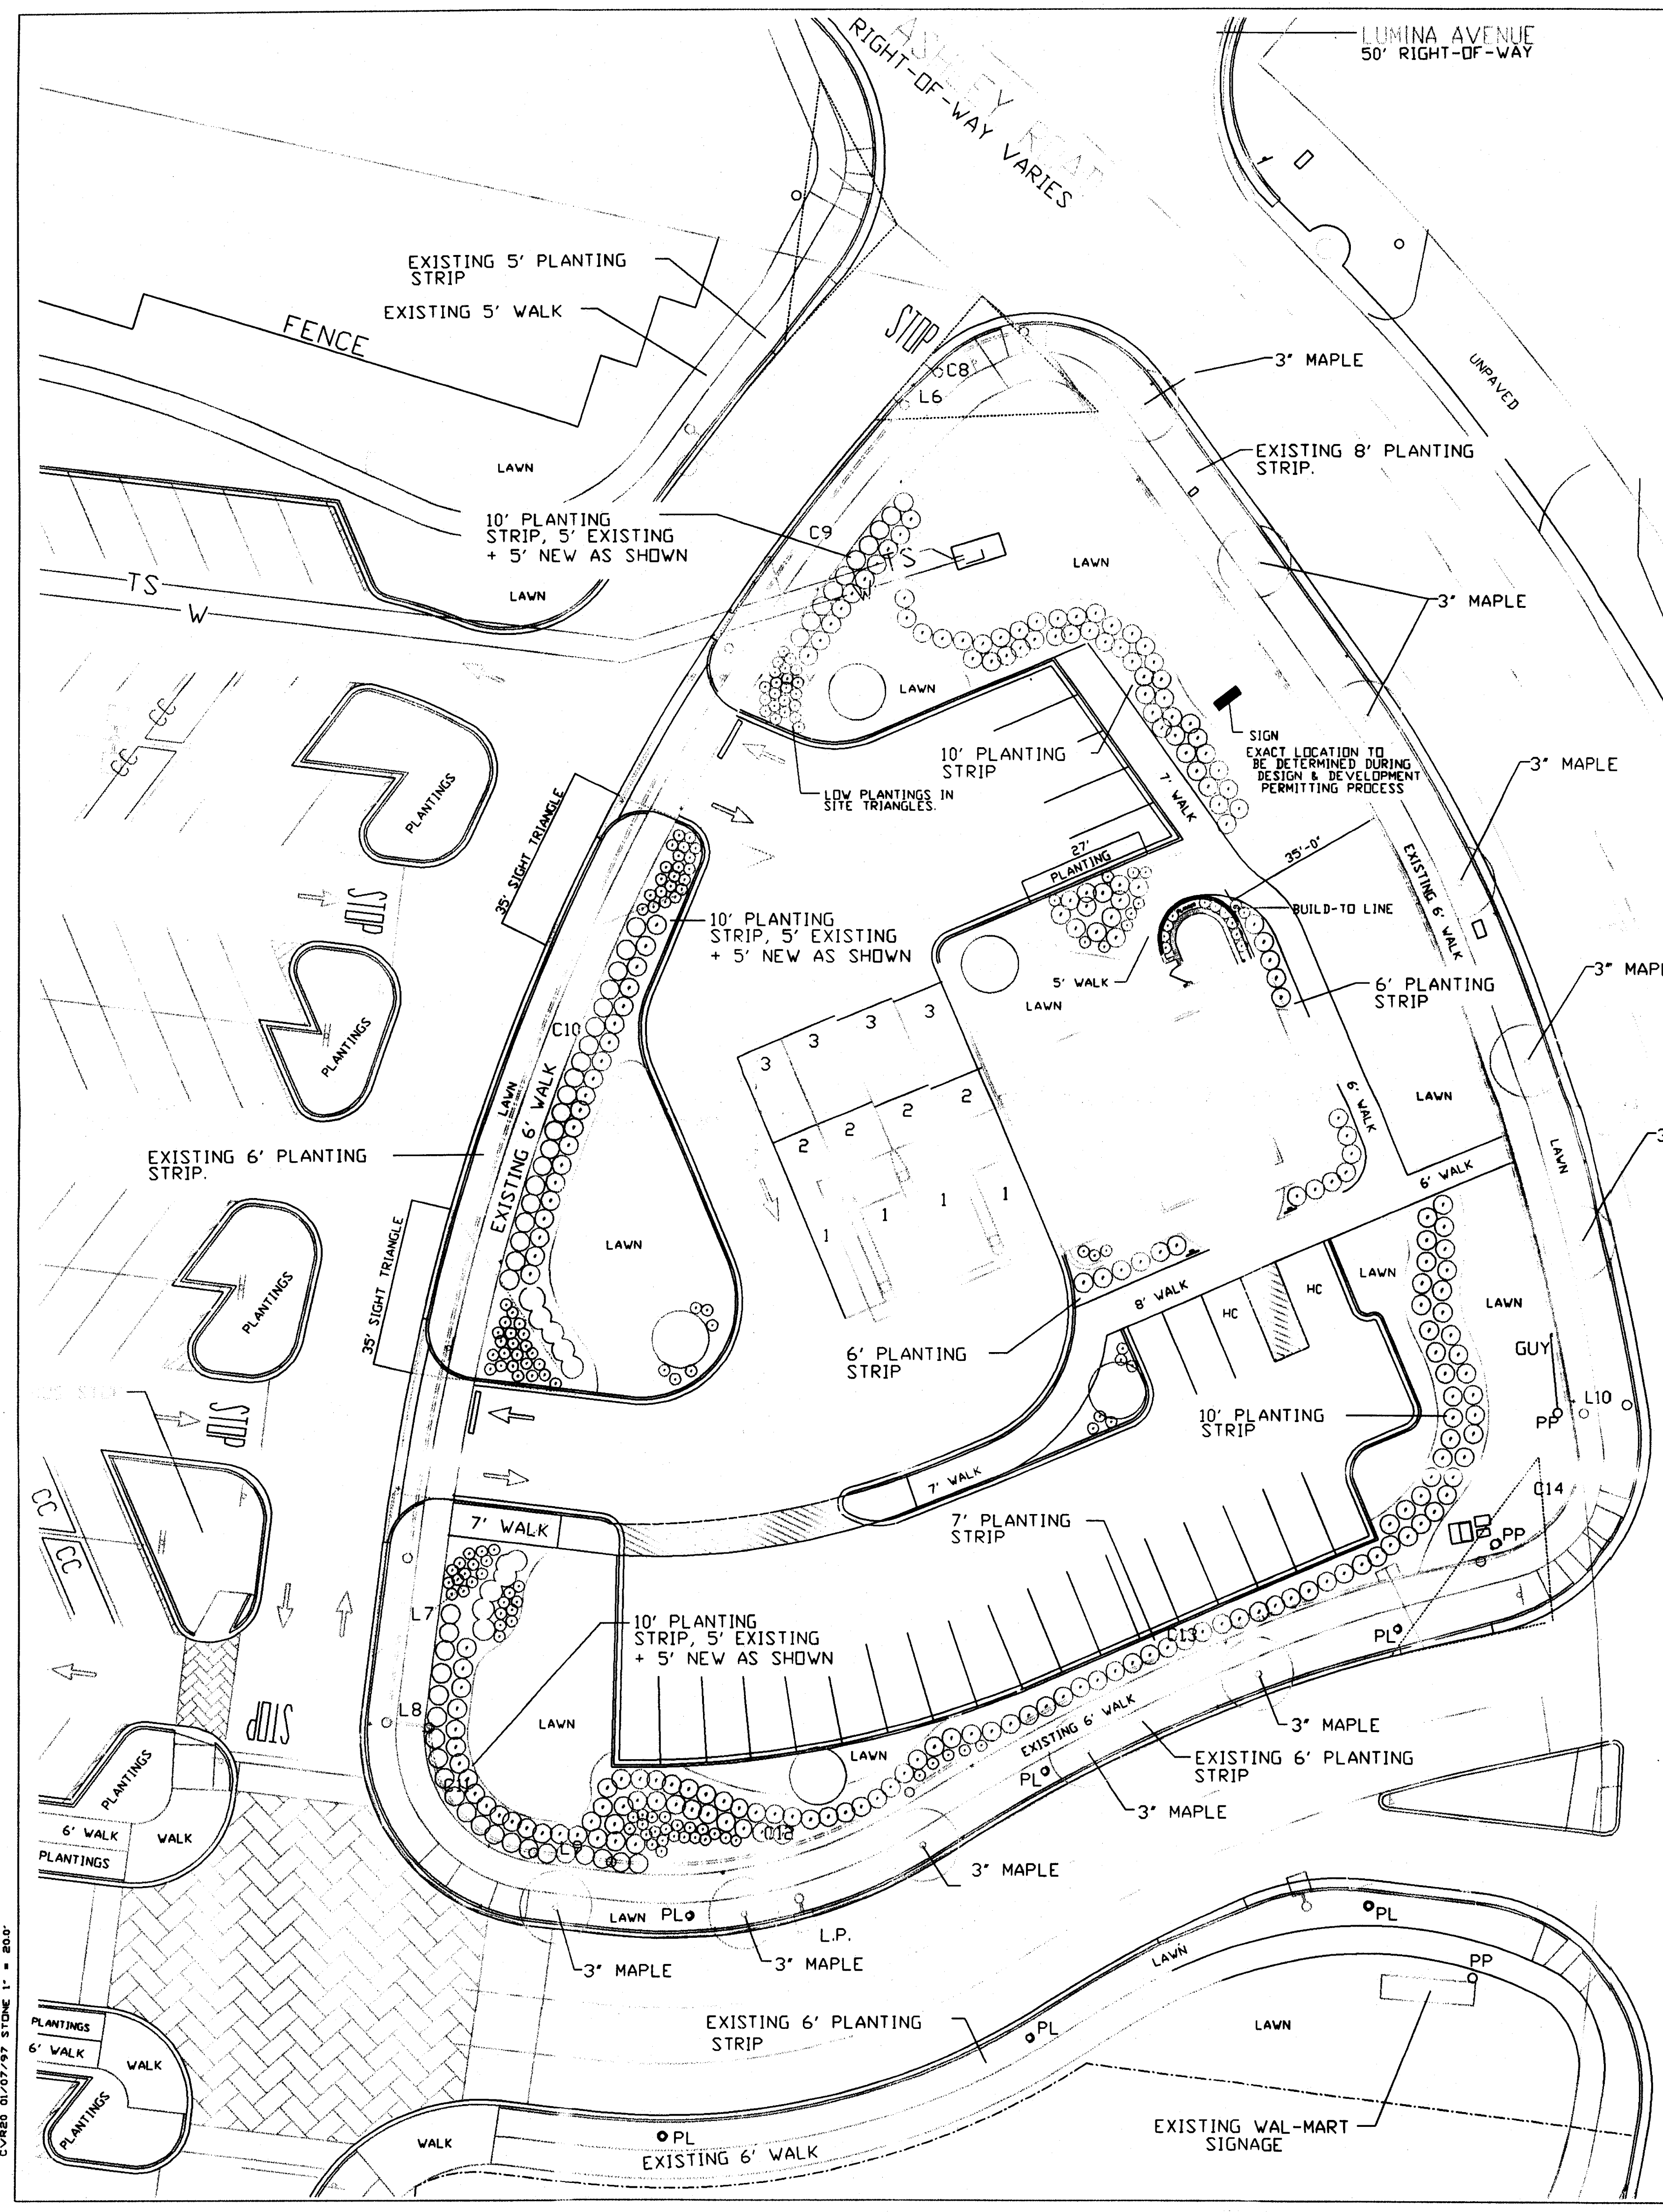 LUMINA AVENUE
50' RIGHT-OF-WAY
ASHLEY ROAD
RIGHT-OF-WAY VARIES
EXISTING 5' PLANTING
STRIP
EXISTING 5' WALK
FENCE
STOP
C8
L6
3" MAPLE
UNPAVED
EXISTING 8' PLANTING
STRIP.
LAWN
10' PLANTING
STRIP, 5' EXISTING
+ 5' NEW AS SHOWN
C9
TS
W
LAWN
LAWN
TS
W
3" MAPLE
LAWN
CC
CC
PLANTINGS
10' PLANTING
STRIP
7' WALK
SIGN
EXACT LOCATION TO
BE DETERMINED DURING
DESIGN & DEVELOPMENT
PERMITTING PROCESS
3" MAPLE
LOW PLANTINGS IN
SITE TRIANGLES.
35' SIGHT TRIANGLE
27'
PLANTING
35'-0"
EXISTING 6' WALK
STOP
10' PLANTING
STRIP, 5' EXISTING
+ 5' NEW AS SHOWN
BUILD-TO LINE
5' WALK
LAWN
6' PLANTING
STRIP
3" MAPL
PLANTINGS
C10
3
3
3
3
LAWN
EXISTING 6' WALK
2
2
2
2
6' WALK
LAWN
LAWN
3
EXISTING 6' PLANTING
STRIP.
6' WALK
1
1
1
1
LAWN
35' SIGHT TRIANGLE
PLANTINGS
8' WALK
HC
HC
LAWN
LAWN
6' PLANTING
STRIP
GUY
L10
PP
10' PLANTING
STRIP
STOP
CC
CC
7' WALK
C14
7' WALK
7' PLANTING
STRIP
PP
L7
10' PLANTING
STRIP, 5' EXISTING
+ 5' NEW AS SHOWN
C13
PL
L8
STOP
LAWN
LAWN
EXISTING 6' WALK
3" MAPLE
EXISTING 6' PLANTING
STRIP
PL
C11
3" MAPLE
PLANTINGS
6' WALK
WALK
PLANTINGS
C12
L9
3" MAPLE
LAWN
PL
L.P.
3" MAPLE
3" MAPLE
PL
LAWN
PP
EXISTING 6' PLANTING
STRIP
PL
LAWN
PLANTINGS
6' WALK
WALK
PLANTINGS
WALK
PL
EXISTING 6' WALK
EXISTING WAL-MART
SIGNAGE
CVR20 01/07/97 STONE 1" = 20.0'